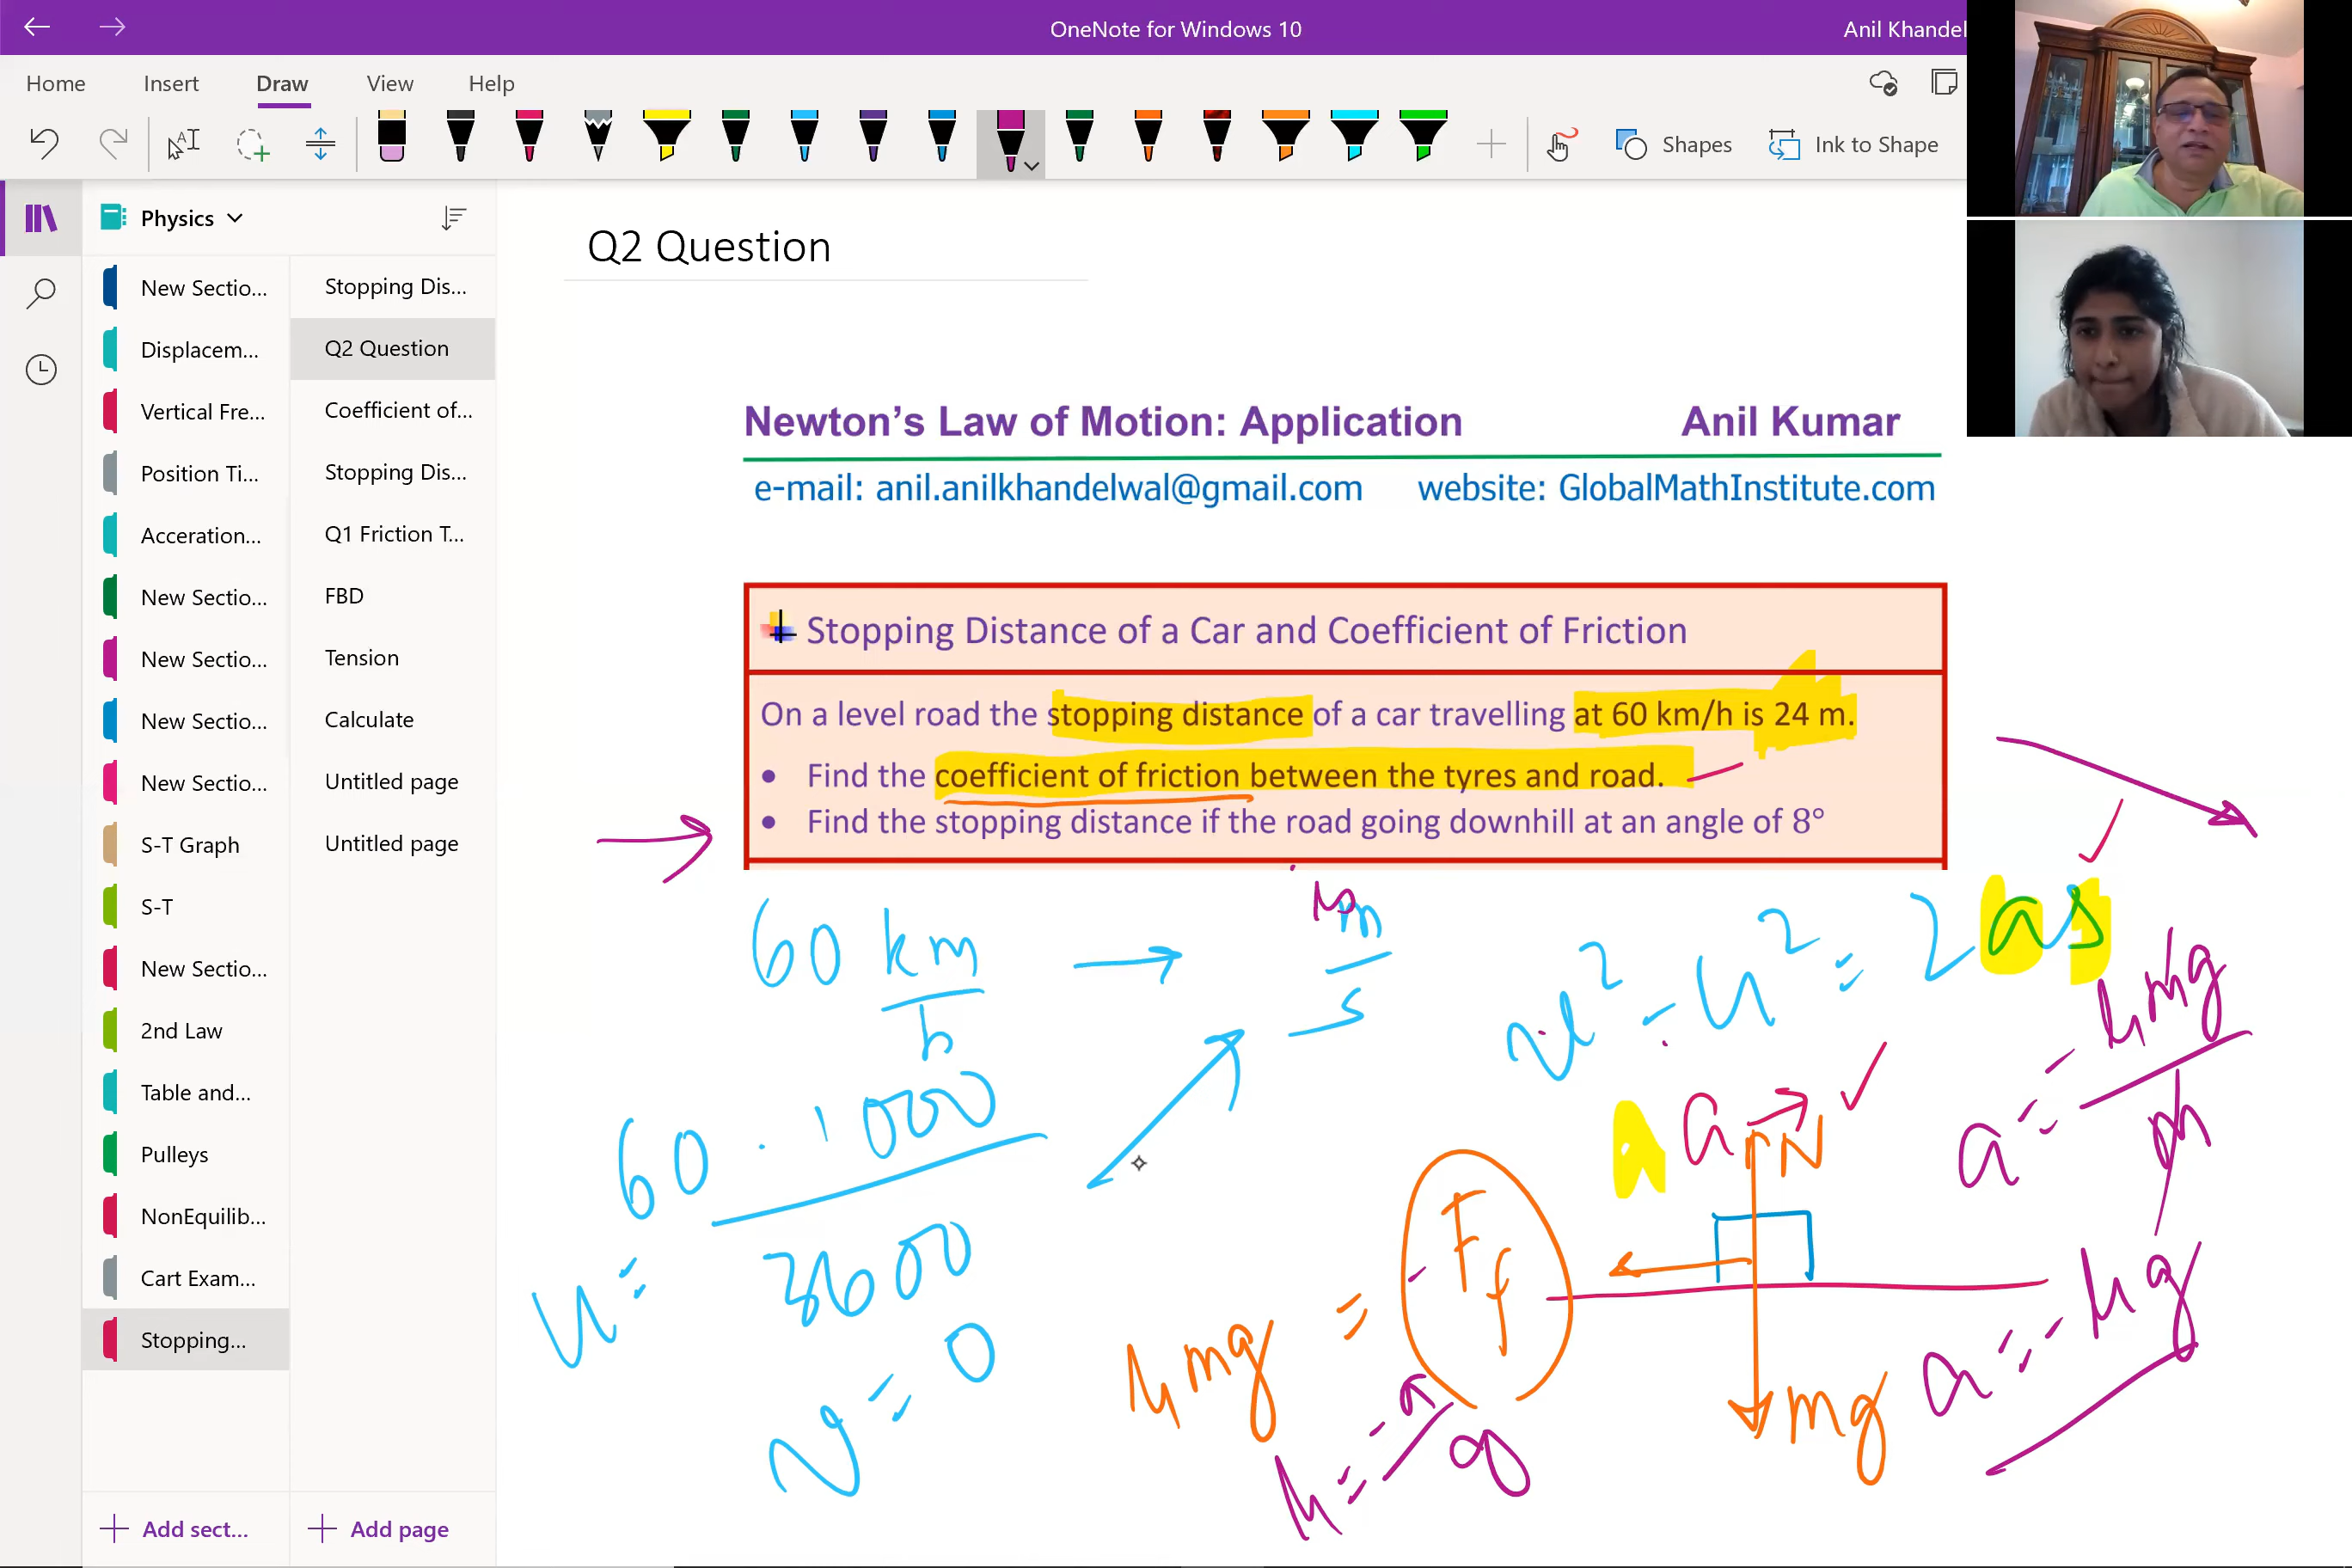 OneNote for Windows 10
Anil Khandel
Home Insert Draw View Help
Shapes
Ink to Shape
Physics
New Sectio...
Displacem...
Vertical Fre...
Position Ti...
Acceration...
New Sectio...
New Sectio...
New Sectio...
New Sectio...
S-T Graph
S-T
New Sectio...
2nd Law
Table and...
Pulleys
NonEquilib...
Cart Exam...
Stopping...
Add sect...
Stopping Dis...
Q2 Question
Coefficient of...
Stopping Dis...
Q1 Friction T...
FBD
Tension
Calculate
Untitled page
Untitled page
Add page
Q2 Question
Newton's Law of Motion: Application Anil Kumar
e-mail: anil.anilkhandelwal@gmail.com website: GlobalMathInstitute.com
Stopping Distance of a Car and Coefficient of Friction
On a level road the stopping distance of a car travelling at 60 km/h is 24 m.
• Find the coefficient of friction between the tyres and road.
• Find the stopping distance if the road going downhill at an angle of 8°
60 km/h → m/s
μ
u = 60 · 1000 / 3600
v = 0
v² - u² = 2as
a
N
mg
μmg = - Ff
μ = -a/g
a = -μmg/m
a = -μg